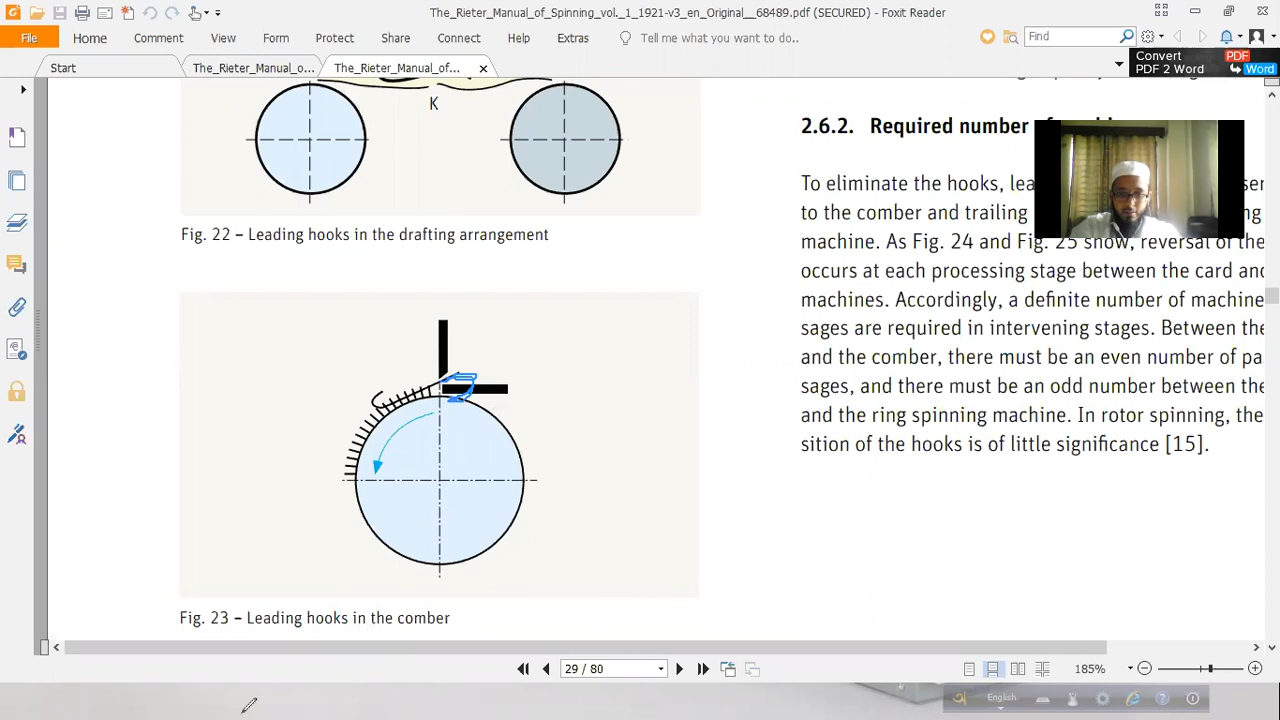 The_Rieter_Manual_of_Spinning_vol._1_1921-v3_en_Original__68489.pdf (SECURED) - Foxit Reader
File Home Comment View Form Protect Share Connect Help Extras Tell me what you want to do.. Find
Convert PDF
PDF 2 Word Word
Start The_Rieter_Manual_o... The_Rieter_Manual_of...
K
Fig. 22 – Leading hooks in the drafting arrangement
Fig. 23 – Leading hooks in the comber
2.6.2. Required number
To eliminate the hooks, lea
to the comber and trailing
machine. As Fig. 24 and Fig. 25 show, reversal of the
occurs at each processing stage between the card and
machines. Accordingly, a definite number of machine
sages are required in intervening stages. Between the
and the comber, there must be an even number of pa
sages, and there must be an odd number between the
and the ring spinning machine. In rotor spinning, the
sition of the hooks is of little significance [15].
29 / 80 185%
অ English